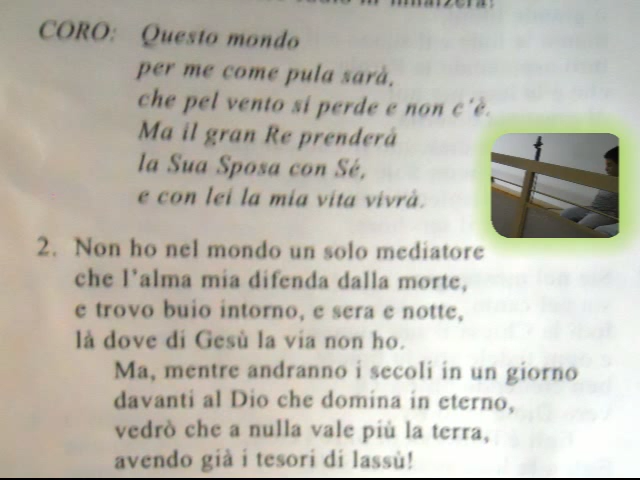 CORO: Questo mondo
per me come pula sarà,
che pel vento si perde e non c'è.
Ma il gran Re prenderà
la Sua Sposa con Sé,
e con lei la mia vita vivrà.
2. Non ho nel mondo un solo mediatore
che l'alma mia difenda dalla morte,
e trovo buio intorno, e sera e notte,
là dove di Gesù la via non ho.
Ma, mentre andranno i secoli in un giorno
davanti al Dio che domina in eterno,
vedrò che a nulla vale più la terra,
avendo già i tesori di lassù!